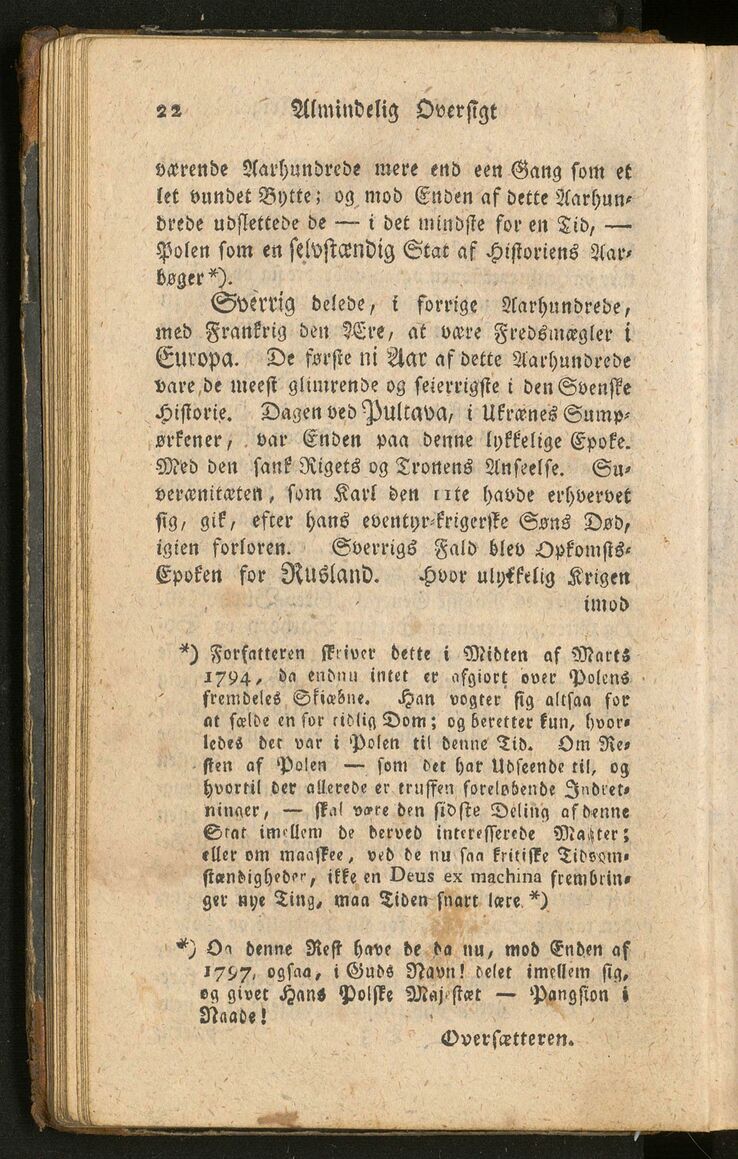 22 Almindelig Oversigt
værende Aarhundrede mere end een Gang som et
let vundet Bytte; og mod Enden af dette Aarhun-
drede udslettede de — i det mindste for en Tid, —
Polen som en selvstændig Stat af Historiens Aar-
bøger *).
Sverrig delede, i forrige Aarhundrede,
med Frankrig den Ære, at være Fredsmægler i
Europa. De første ni Aar af dette Aarhundrede
vare de meest glimrende og seierrigste i den Svenske
Historie. Dagen ved Pultava, i Ukrænes Sump-
ørkener, var Enden paa denne lykkelige Epoke.
Med den sank Rigets og Tronens Anseelse. Su-
verænitæten, som Karl den 11te havde erhvervet
sig, gik, efter hans eventyr-krigerske Søns Død,
igien forloren. Sverrigs Fald blev Opkomsts-
Epoken for Rusland. Hvor ulykkelig Krigen
imod
*) Forfatteren skriver dette i Midten af Marts
1794, da endnu intet er afgiort over Polens
fremdeles Skiæbne. Han vogter sig altsaa for
at fælde en for tidlig Dom; og beretter kun, hvor-
ledes det var i Polen til denne Tid. Om Re-
sten af Polen — som det har Udseende til, og
hvortil der allerede er truffen foreløbende Indret-
ninger, — skal være den sidste Deling af denne
Stat imellem de derved interesserede Magter;
eller om maaskee, ved de nu saa kritiske Tidsom-
stændigheder, ikke en Deus ex machina frembrin-
ger nye Ting, maa Tiden snart lære. *)
*) Og denne Rest have de da nu, mod Enden af
1797, ogsaa, i Guds Navn! delet imellem sig,
og givet Hans Polske Majestæt — Pangsion i
Naade!
Oversætteren.